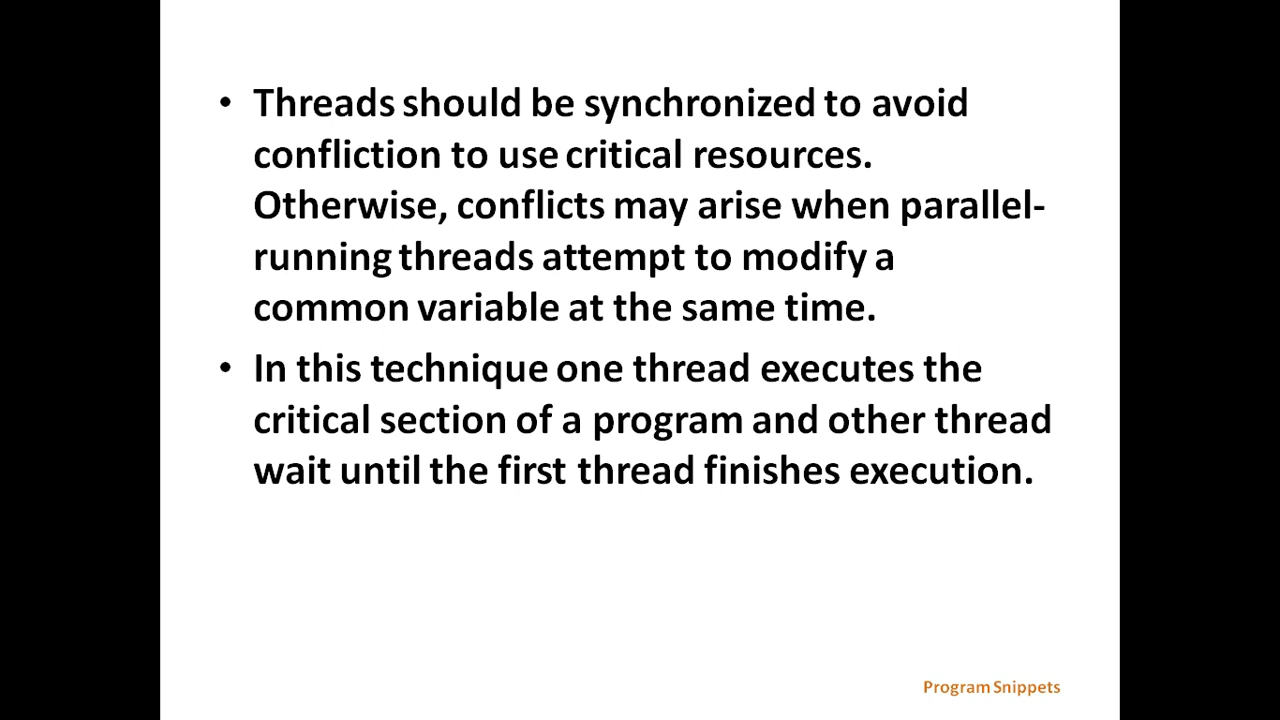 • Threads should be synchronized to avoid
confliction to use critical resources.
Otherwise, conflicts may arise when parallel-
running threads attempt to modify a
common variable at the same time.
• In this technique one thread executes the
critical section of a program and other thread
wait until the first thread finishes execution.
Program Snippets